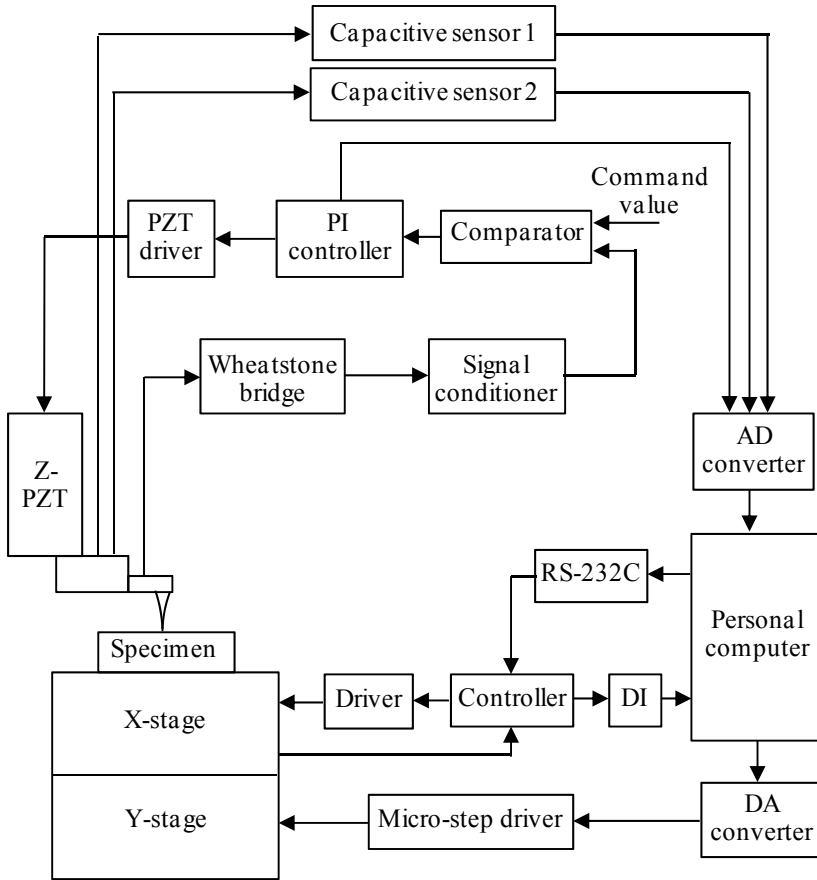 Capacitive sensor 1
Capacitive sensor 2
Command
value
PZT
driver
PI
controller
Comparator
Wheatstone
bridge
Signal
conditioner
Z-
PZT
AD
converter
RS-232C
Personal
computer
Specimen
X-stage
Driver
Controller
DI
Y-stage
Micro-step driver
DA
converter